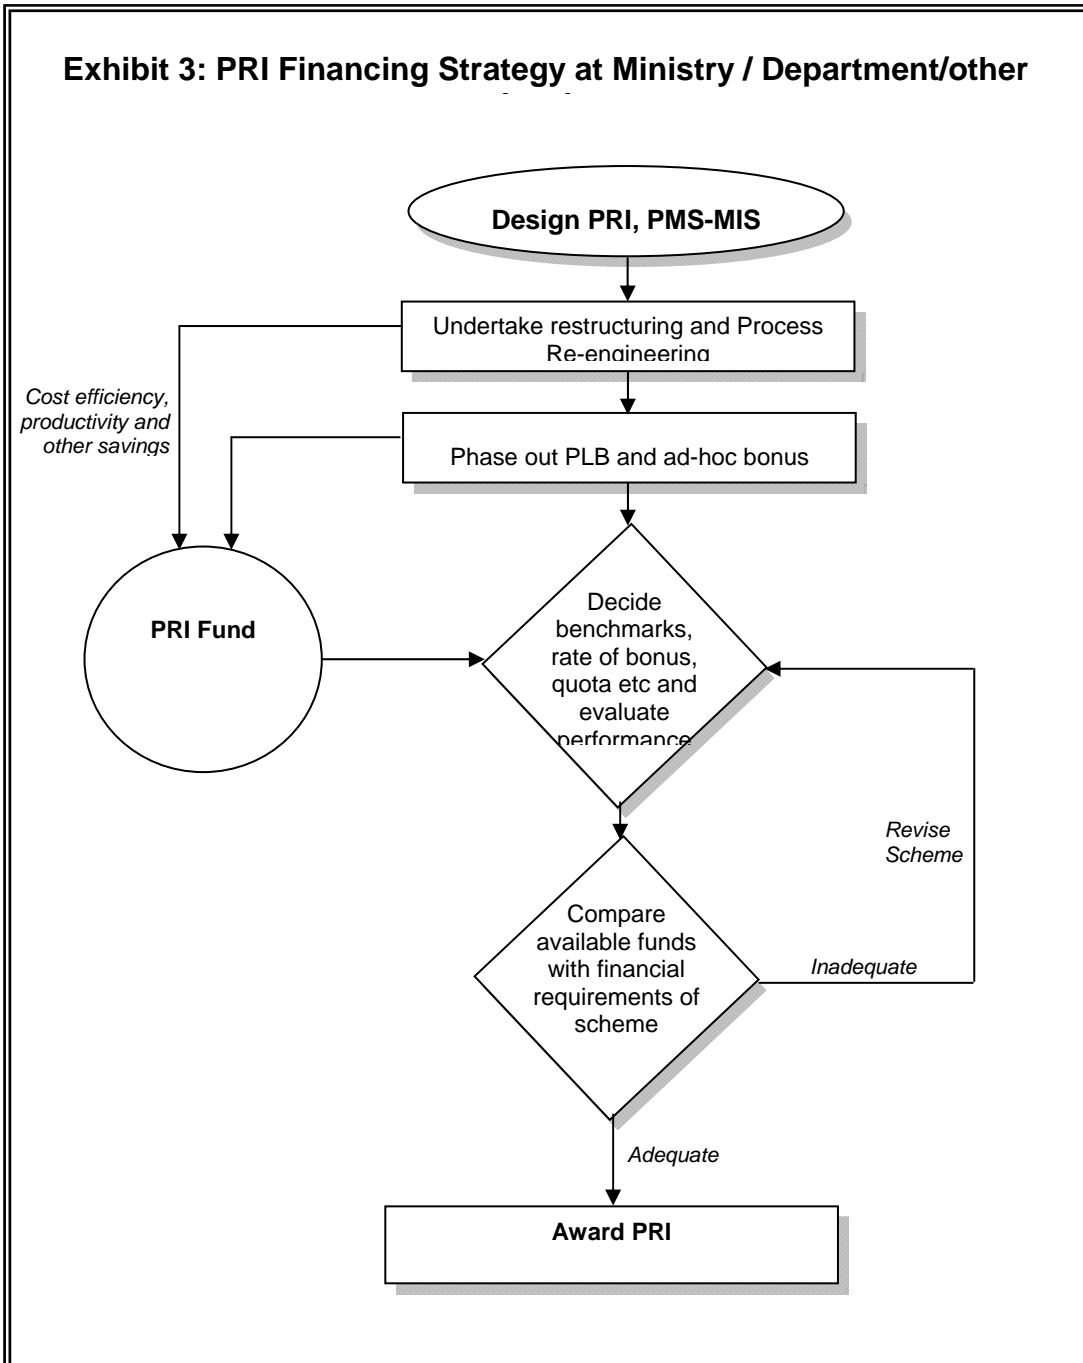 Exhibit 3: PRI Financing Strategy at Ministry / Department/other
Design PRI, PMS-MIS
Undertake restructuring and Process
Re-engineering
Cost efficiency,
productivity and
other savings
Phase out PLB and ad-hoc bonus
PRI Fund
Decide
benchmarks,
rate of bonus,
quota etc and
evaluate
performance
Revise
Scheme
Compare
available funds
with financial
requirements of
scheme
Inadequate
Adequate
Award PRI